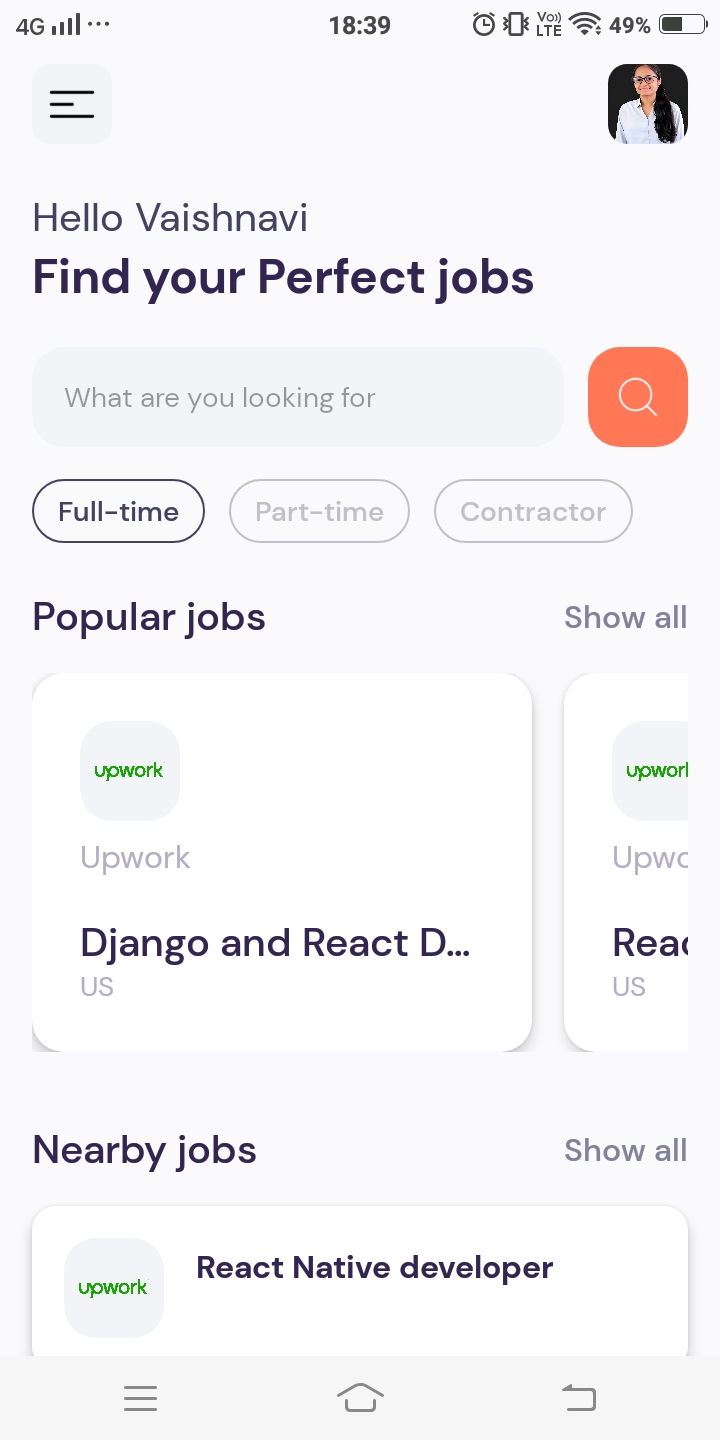 4G 18:39 Vo)) LTE 49%
Hello Vaishnavi
Find your Perfect jobs
What are you looking for
Full-time Part-time Contractor
Popular jobs Show all
upwork upwork
Upwork Upwo
Django and React D... Reac
US US
Nearby jobs Show all
upwork React Native developer